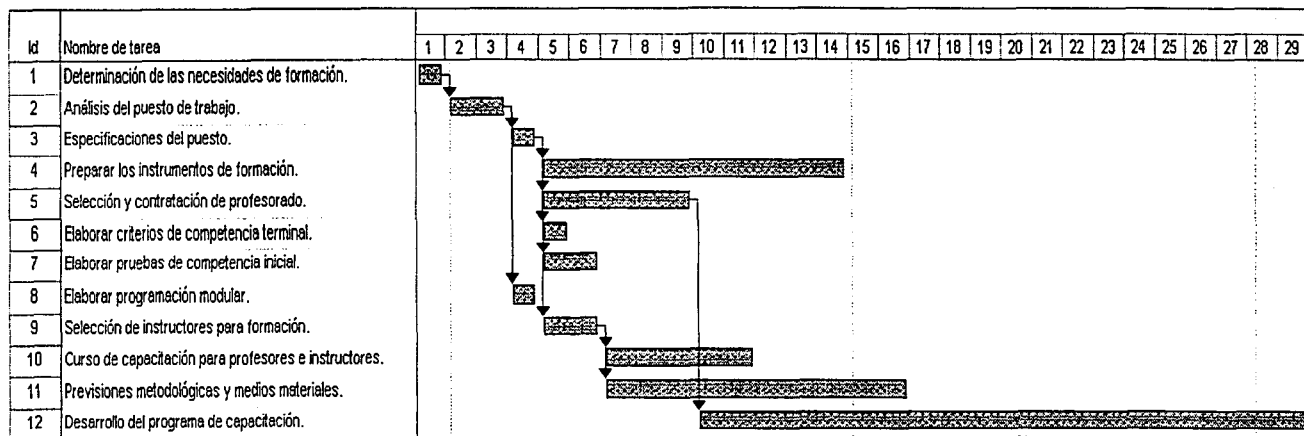 Id Nombre de tarea 1 2 3 4 5 6 7 8 9 10 11 12 13 14 15 16 17 18 19 20 21 22 23 24 25 26 27 28 29
1 Determinación de las necesidades de formación.
2 Análisis del puesto de trabajo.
3 Especificaciones del puesto.
4 Preparar los instrumentos de formación.
5 Selección y contratación de profesorado.
6 Elaborar criterios de competencia terminal.
7 Elaborar pruebas de competencia inicial.
8 Elaborar programación modular.
9 Selección de instructores para formación.
10 Curso de capacitación para profesores e instructores.
11 Previsiones metodológicas y medios materiales.
12 Desarrollo del programa de capacitación.